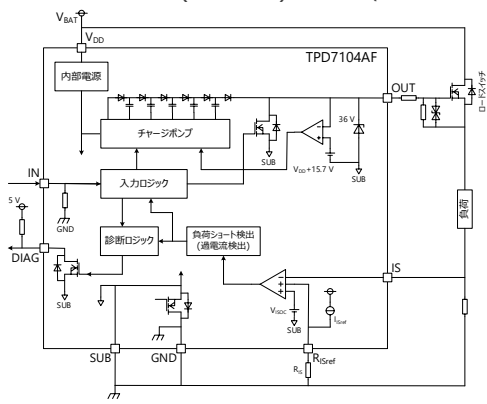 VBAT
VDD
TPD7104AF
内部電源
OUT
ロードスイッチ
チャージポンプ
36 V
SUB
VDD+15.7 V
SUB
IN
入力ロジック
負荷
5 V
GND
診断ロジック
負荷ショート検出
(過電流検出)
DIAG
IS
SUB
VISOC
SUB
IISref
SUB
GND
RISref
RIS